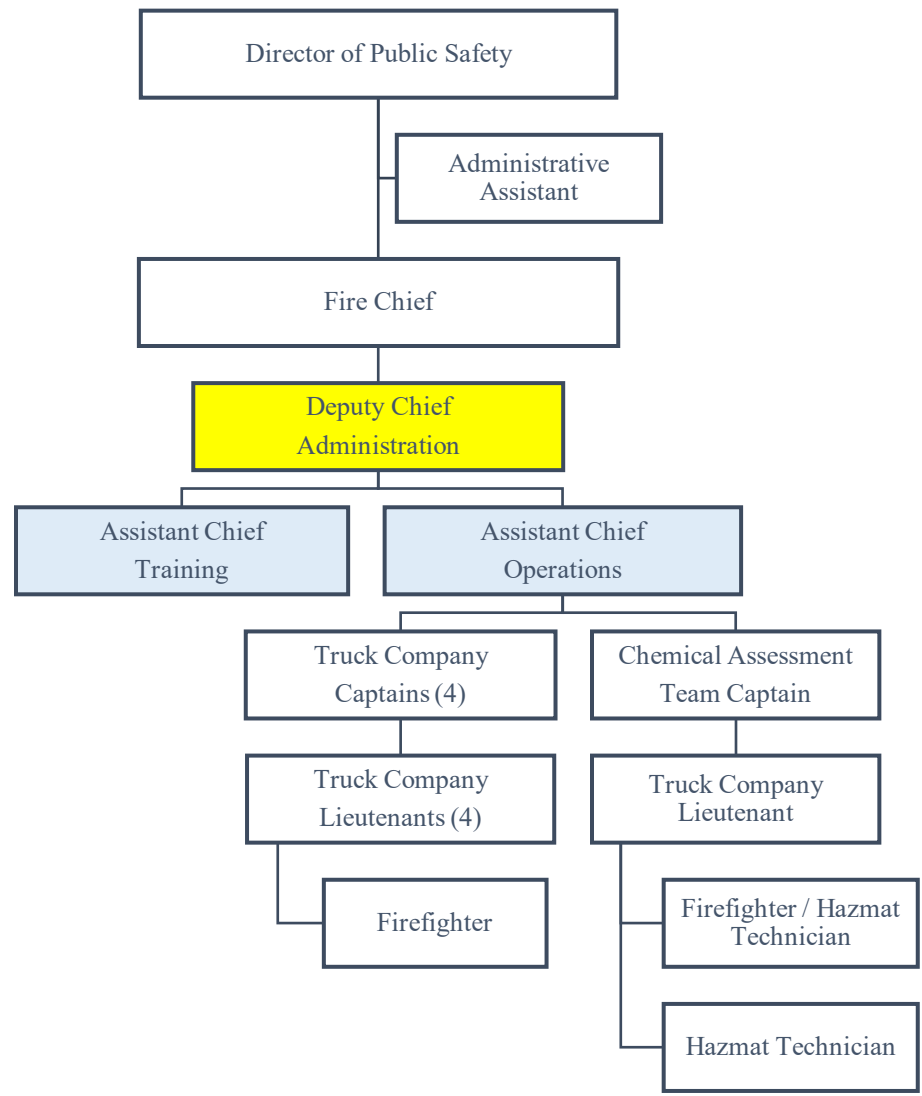 Director of Public Safety
Administrative
Assistant
Fire Chief
Deputy Chief
Administration
Assistant Chief
Training
Assistant Chief
Operations
Truck Company
Captains (4)
Chemical Assessment
Team Captain
Truck Company
Lieutenants (4)
Truck Company
Lieutenant
Firefighter
Firefighter / Hazmat
Technician
Hazmat Technician